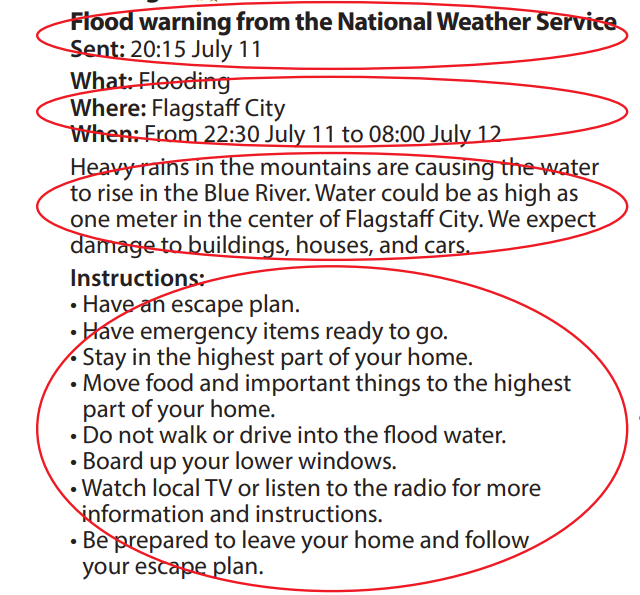 Flood warning from the National Weather Service
Sent: 20:15 July 11
What: Flooding
Where: Flagstaff City
When: From 22:30 July 11 to 08:00 July 12
Heavy rains in the mountains are causing the water
to rise in the Blue River. Water could be as high as
one meter in the center of Flagstaff City. We expect
damage to buildings, houses, and cars.
Instructions:
• Have an escape plan.
• Have emergency items ready to go.
• Stay in the highest part of your home.
• Move food and important things to the highest
part of your home.
• Do not walk or drive into the flood water.
• Board up your lower windows.
• Watch local TV or listen to the radio for more
information and instructions.
• Be prepared to leave your home and follow
your escape plan.